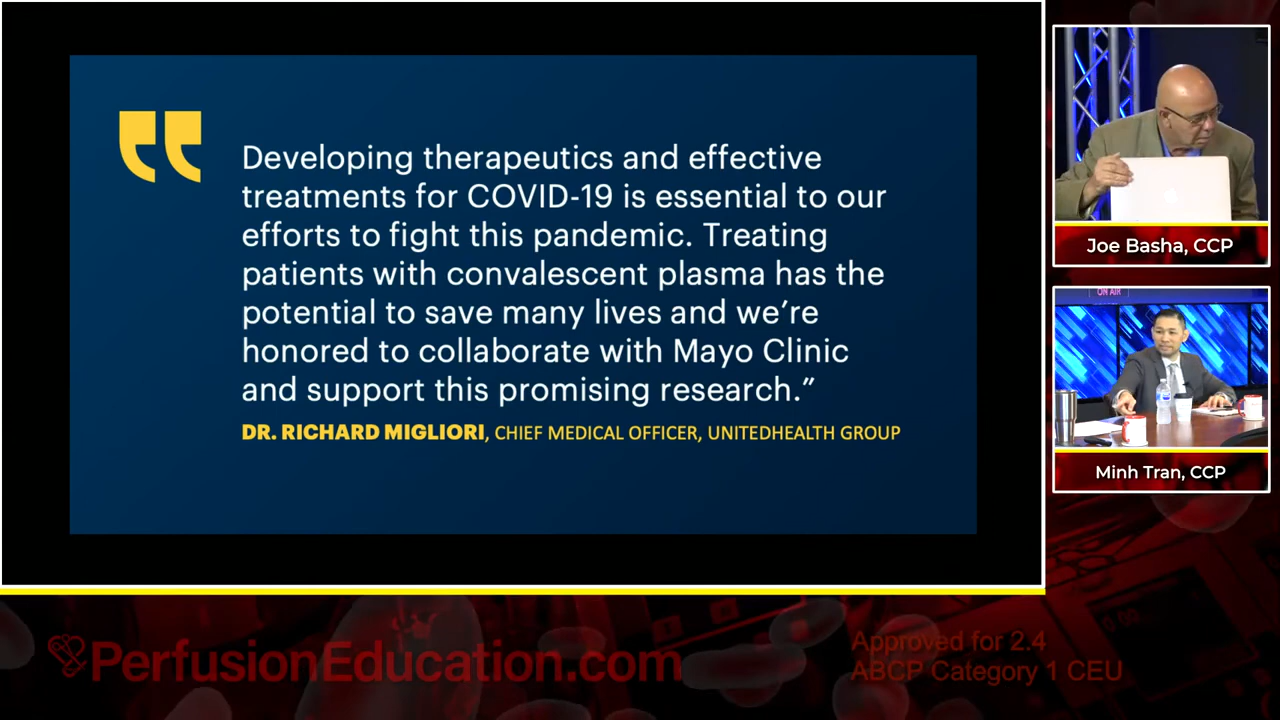 Developing therapeutics and effective
treatments for COVID-19 is essential to our
efforts to fight this pandemic. Treating
patients with convalescent plasma has the
potential to save many lives and we’re
honored to collaborate with Mayo Clinic
and support this promising research.”
DR. RICHARD MIGLIORI, CHIEF MEDICAL OFFICER, UNITEDHEALTH GROUP
Joe Basha, CCP
ON AIR
Minh Tran, CCP
PerfusionEducation.com
Approved for 2.4
ABCP Category 1 CEU